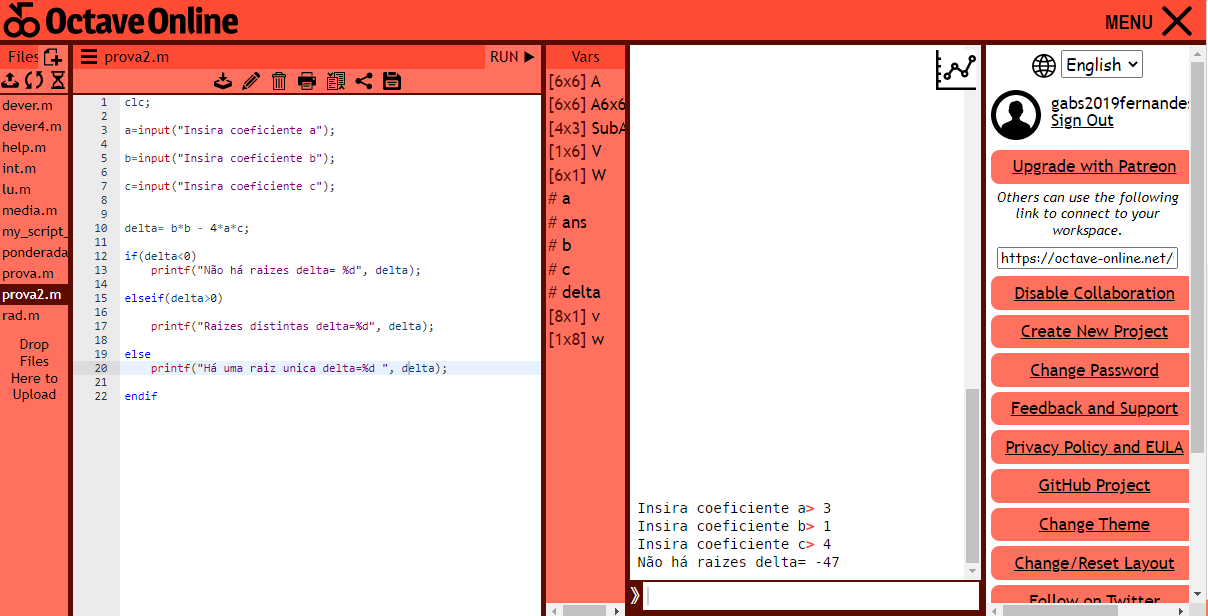 Octave Online
MENU
Files
prova2.m
RUN
dever.m
dever4.m
help.m
int.m
lu.m
media.m
my_script_
ponderada
prova.m
prova2.m
rad.m
Drop
Files
Here to
Upload
1 clc;
2
3 a=input("Insira coeficiente a");
4
5 b=input("Insira coeficiente b");
6
7 c=input("Insira coeficiente c");
8
9
10 delta= b*b - 4*a*c;
11
12 if(delta<0)
13 printf("Não há raizes delta= %d", delta);
14
15 elseif(delta>0)
16
17 printf("Raizes distintas delta=%d", delta);
18
19 else
20 printf("Há uma raiz unica delta=%d ", delta);
21
22 endif
Vars
[6x6] A
[6x6] A6x6
[4x3] SubA
[1x6] V
[6x1] W
# a
# ans
# b
# c
# delta
[8x1] v
[1x8] w
Insira coeficiente a> 3
Insira coeficiente b> 1
Insira coeficiente c> 4
Não há raizes delta= -47
English
gabs2019fernandes
Sign Out
Upgrade with Patreon
Others can use the following
link to connect to your
workspace.
https://octave-online.net/
Disable Collaboration
Create New Project
Change Password
Feedback and Support
Privacy Policy and EULA
GitHub Project
Change Theme
Change/Reset Layout
Follow on Twitter